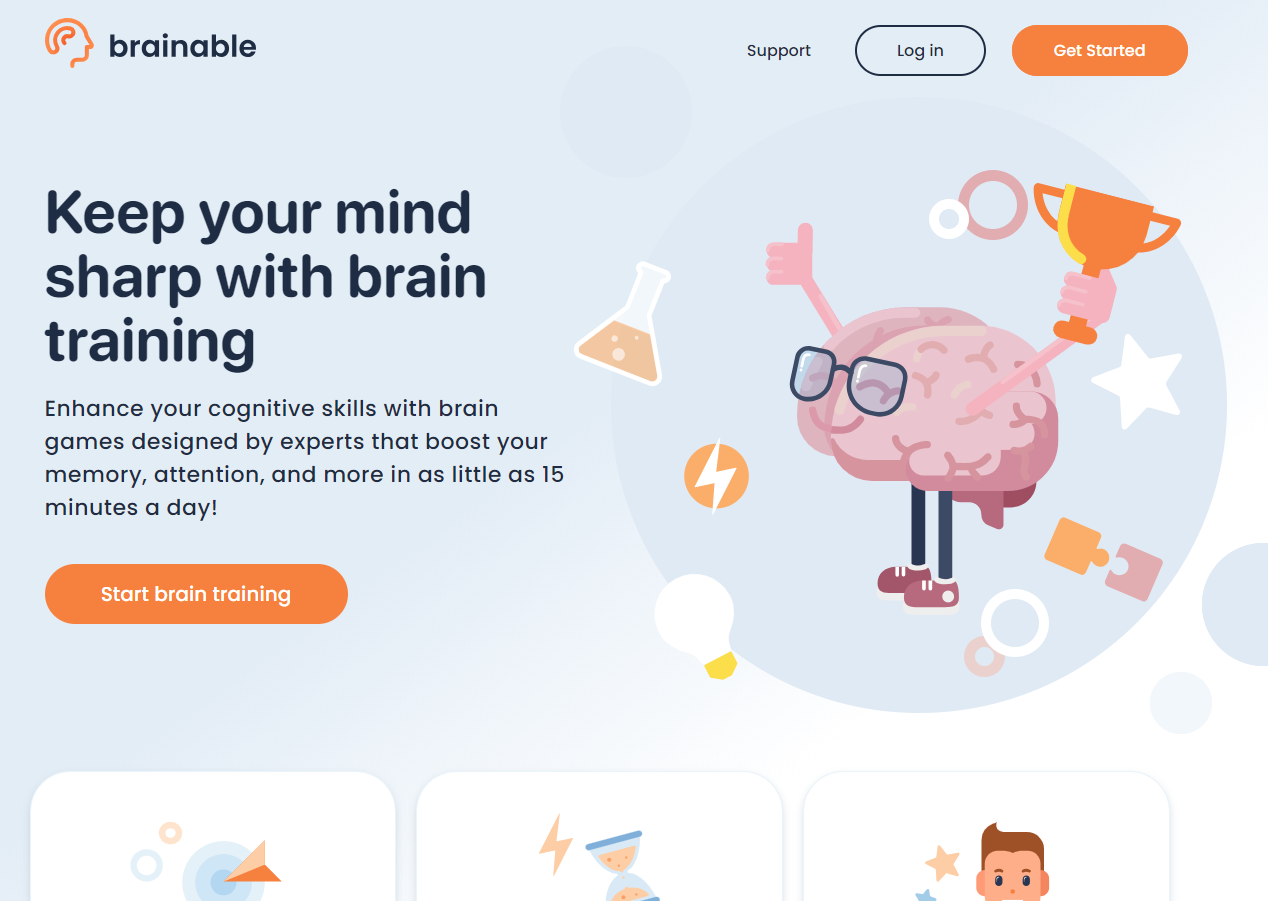 brainable
Support
Log in
Get Started
Keep your mind
sharp with brain
training
Enhance your cognitive skills with brain
games designed by experts that boost your
memory, attention, and more in as little as 15
minutes a day!
Start brain training